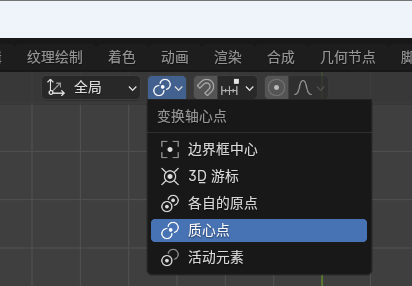 纹理绘制 着色 动画 渲染 合成 几何节点
全局
变换轴心点
边界框中心
3D 游标
各自的原点
质心点
活动元素